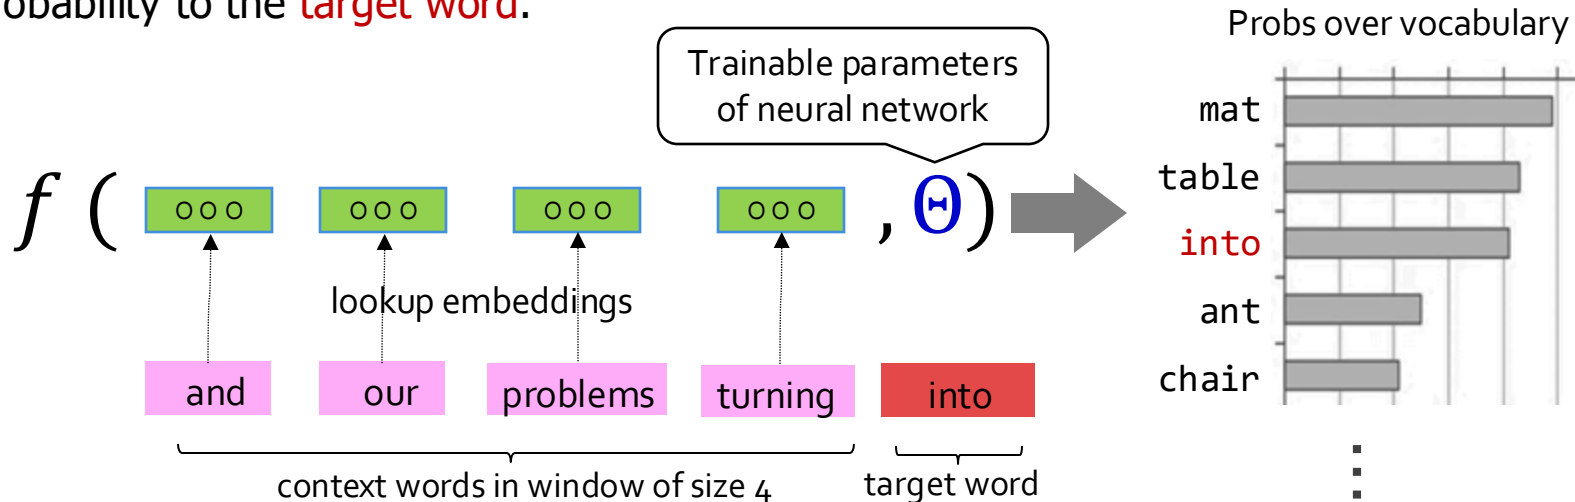 obability to the target word.
Probs over vocabulary
Trainable parameters
of neural network
mat
table
into
ant
chair
f ( ooo ooo ooo ooo , Θ)
lookup embeddings
and our problems turning into
context words in window of size 4
target word